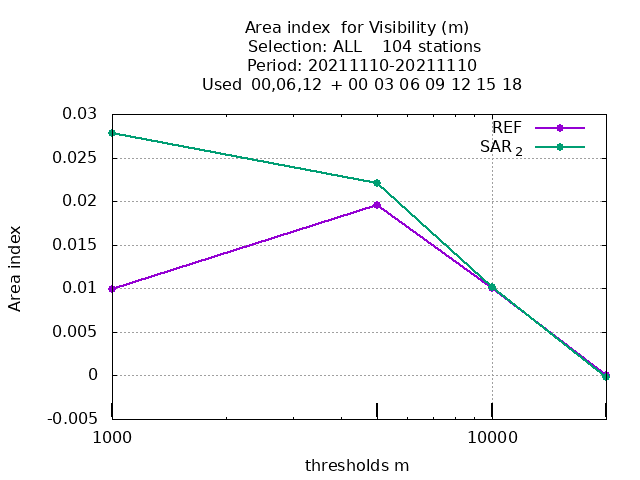 Area index for Visibility (m)
Selection: ALL 104 stations
Period: 20211110-20211110
Used 00,06,12 + 00 03 06 09 12 15 18
0.03
REF
SAR 2
0.025
0.02
0.015
0.01
0.005
0
-0.005
Area index
1000
10000
thresholds m